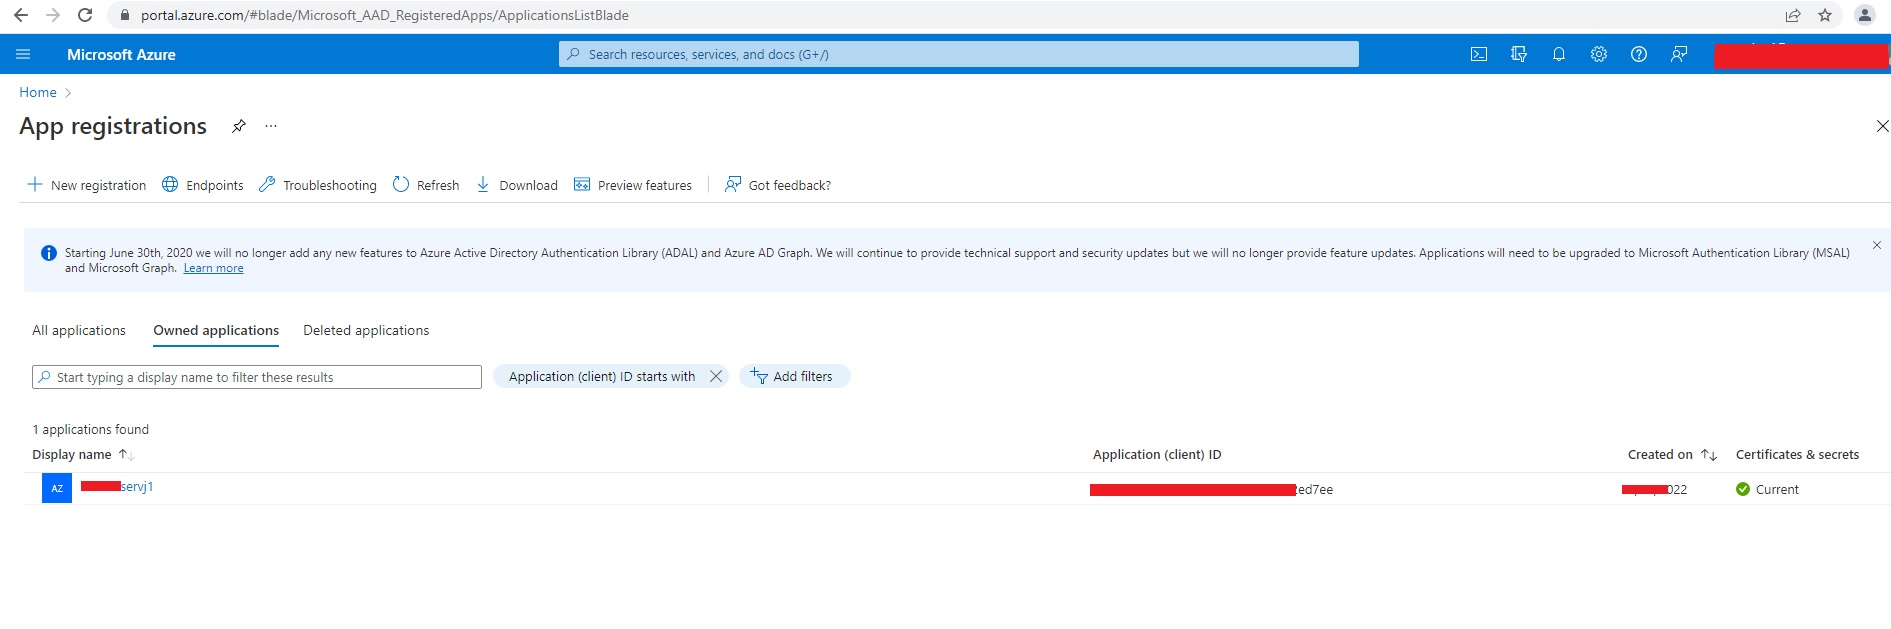 portal.azure.com/#blade/Microsoft_AAD_RegisteredApps/ApplicationsListBlade
Microsoft Azure
Search resources, services, and docs (G+/)
Home
App registrations
New registration Endpoints Troubleshooting Refresh Download Preview features Got feedback?
Starting June 30th, 2020 we will no longer add any new features to Azure Active Directory Authentication Library (ADAL) and Azure AD Graph. We will continue to provide technical support and security updates but we will no longer provide feature updates. Applications will need to be upgraded to Microsoft Authentication Library (MSAL)
and Microsoft Graph. Learn more
All applications Owned applications Deleted applications
Start typing a display name to filter these results Application (client) ID starts with Add filters
1 applications found
Display name Application (client) ID Created on Certificates & secrets
AZ servj1 ed7ee 022 Current